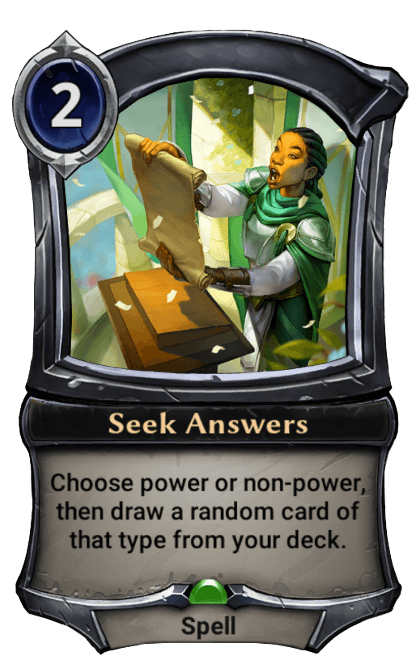 2
Seek Answers
Choose power or non-power,
then draw a random card of
that type from your deck.
Spell